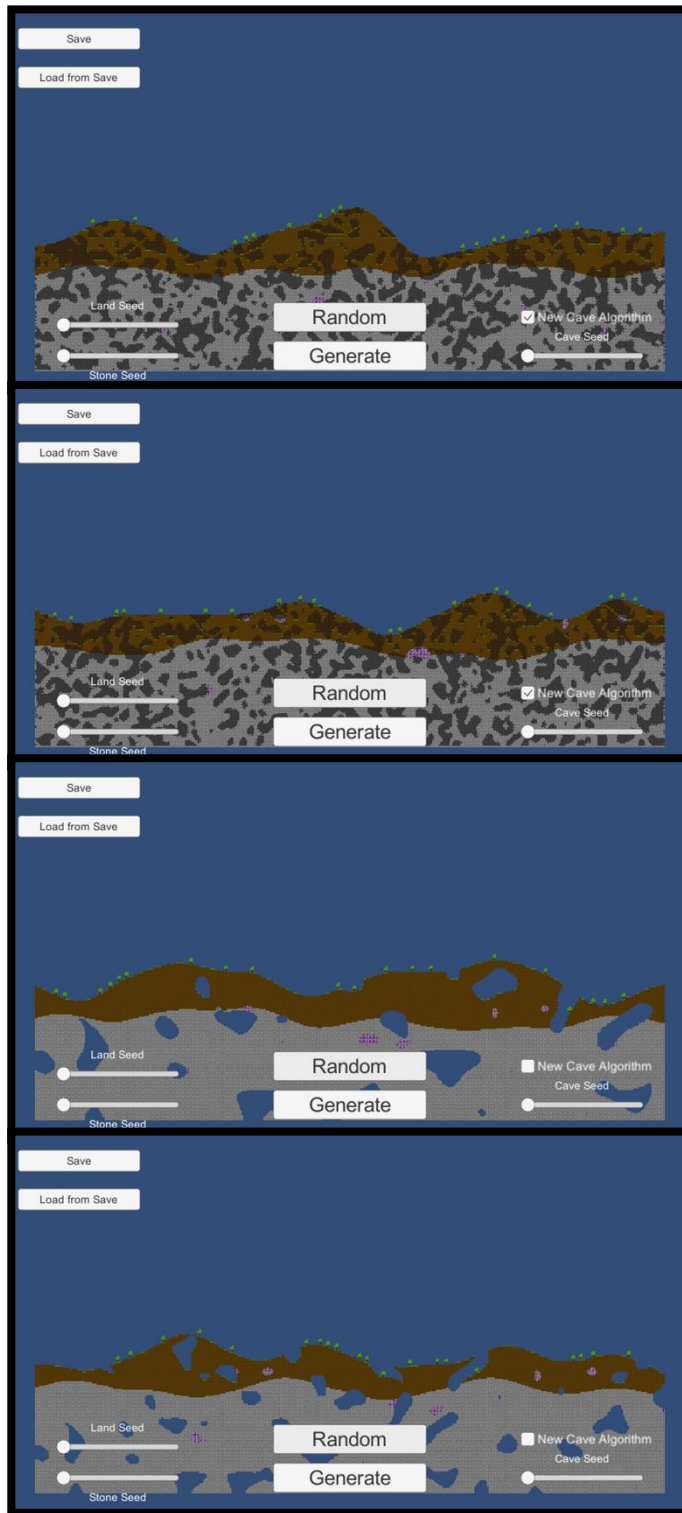 Save
Load from Save
Land Seed
Random
New Cave Algorithm
Cave Seed
Generate
Stone Seed
Save
Load from Save
Land Seed
Random
New Cave Algorithm
Cave Seed
Generate
Stone Seed
Save
Load from Save
Land Seed
Random
New Cave Algorithm
Cave Seed
Generate
Stone Seed
Save
Load from Save
Land Seed
Random
New Cave Algorithm
Cave Seed
Generate
Stone Seed